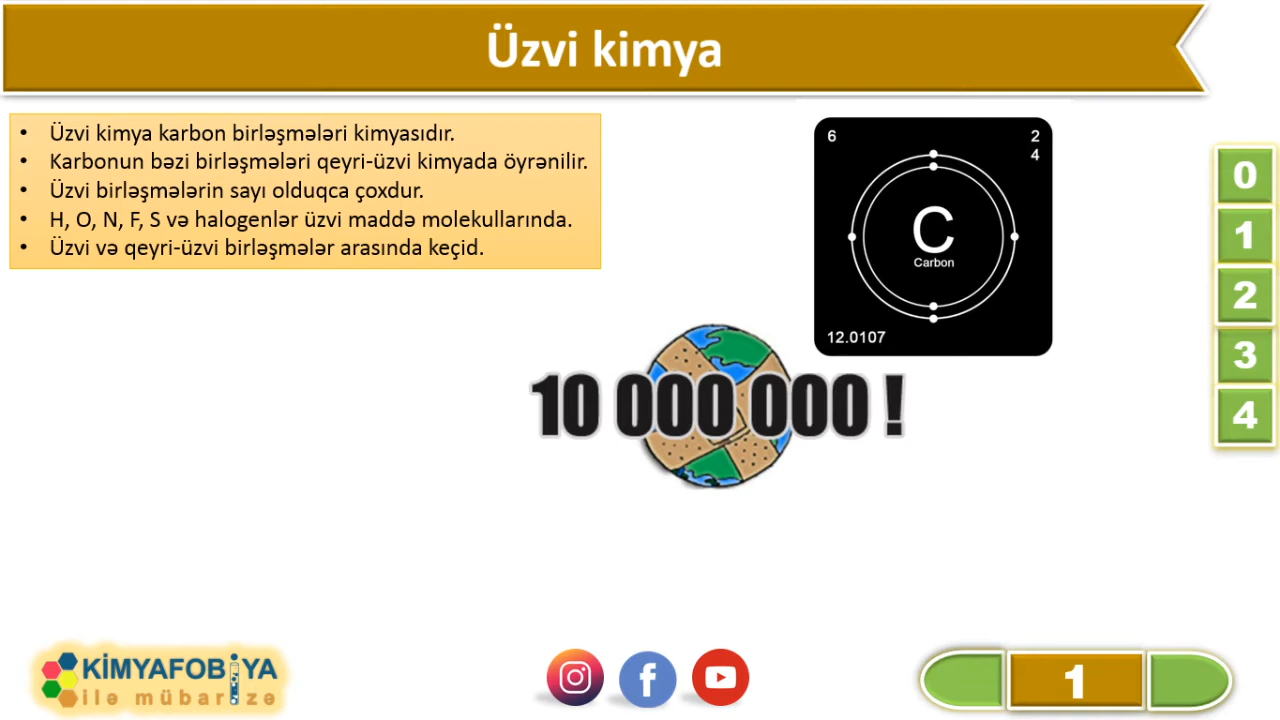 Üzvi kimya
• Üzvi kimya karbon birləşmələri kimyasıdır.
• Karbonun bəzi birləşmələri qeyri-üzvi kimyada öyrənilir.
• Üzvi birləşmələrin sayı olduqca çoxdur.
• H, O, N, F, S və halogenlər üzvi maddə molekullarında.
• Üzvi və qeyri-üzvi birləşmələr arasında keçid.
6
2
4
C
Carbon
12.0107
10 000 000 !
0
1
2
3
4
KİMYAFOBİYA
ilə mübarizə
1